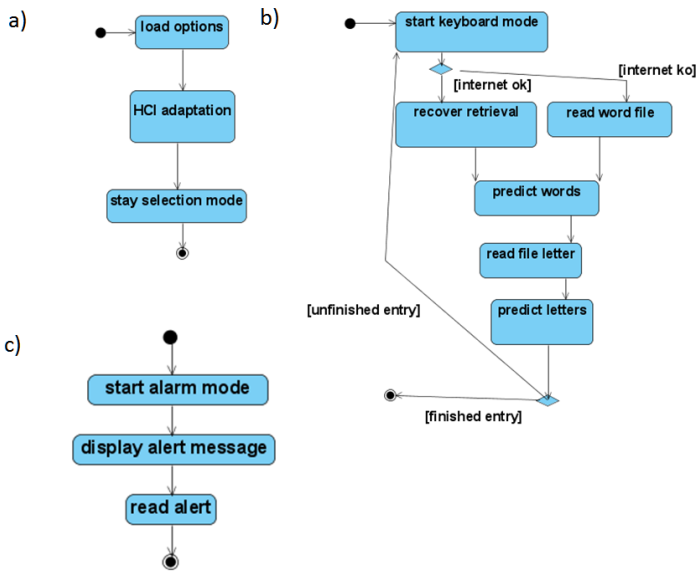 a)
load options
HCI adaptation
stay selection mode
b)
start keyboard mode
[internet ko]
[internet ok]
recover retrieval
read word file
predict words
read file letter
predict letters
[unfinished entry]
[finished entry]
c)
start alarm mode
display alert message
read alert